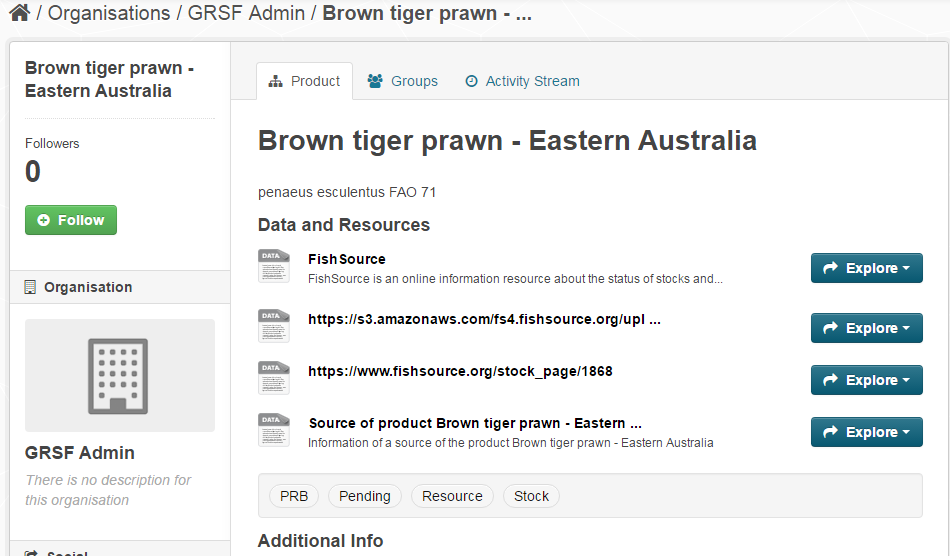 / Organisations / GRSF Admin / Brown tiger prawn - ...
Brown tiger prawn -
Eastern Australia
Followers
0
Follow
Organisation
GRSF Admin
There is no description for
this organisation
Social
Product
Groups
Activity Stream
Brown tiger prawn - Eastern Australia
penaeus esculentus FAO 71
Data and Resources
DATA
FishSource
FishSource is an online information resource about the status of stocks and...
Explore
DATA
https://s3.amazonaws.com/fs4.fishsource.org/upl ...
Explore
DATA
https://www.fishsource.org/stock_page/1868
Explore
DATA
Source of product Brown tiger prawn - Eastern ...
Information of a source of the product Brown tiger prawn - Eastern Australia
Explore
PRB Pending Resource Stock
Additional Info